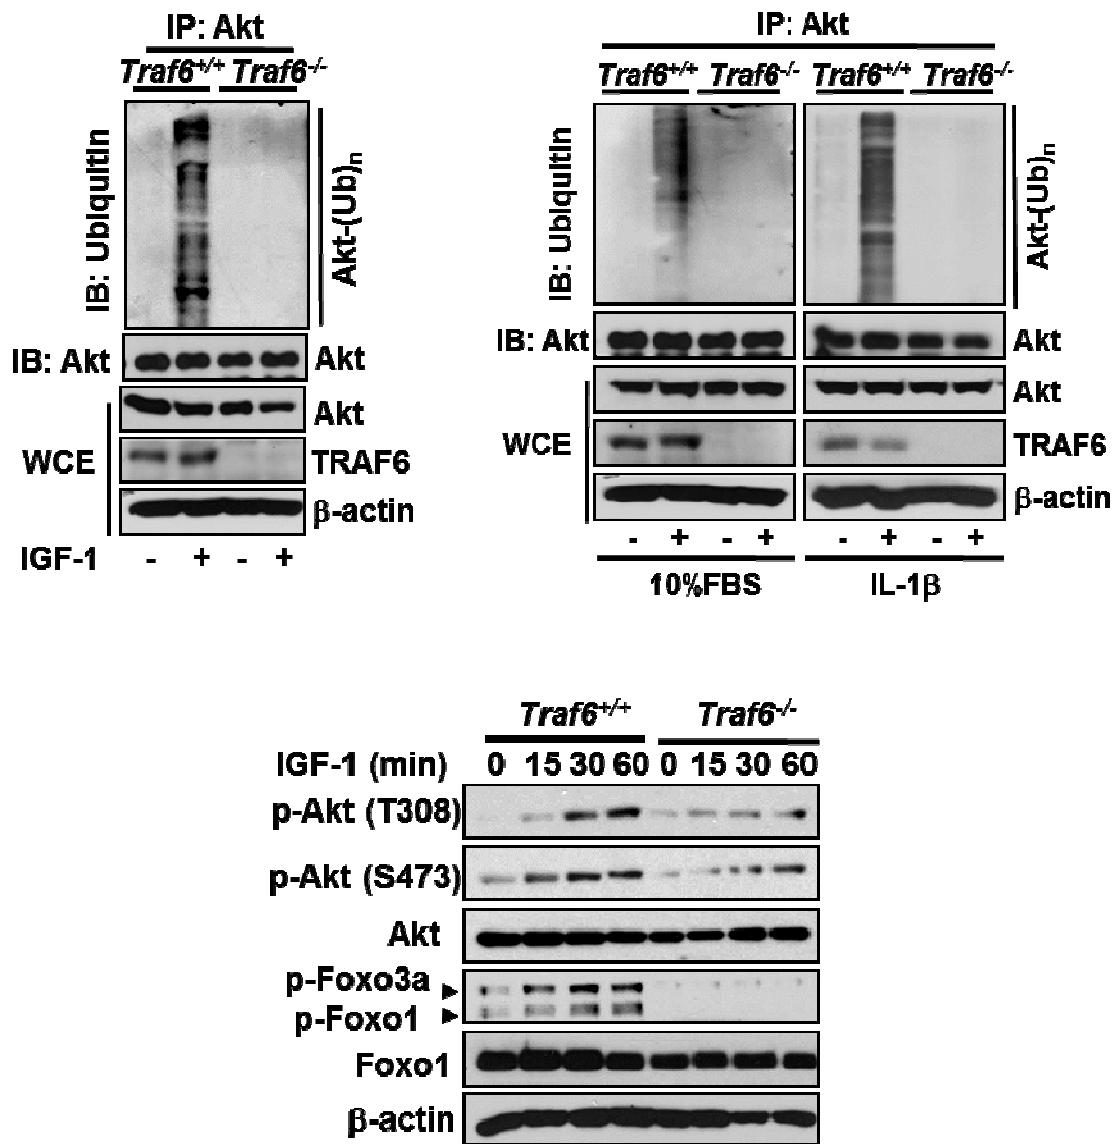 IP: Akt
Traf6+/+ Traf6-/-
IB: Ubiquitin
Akt-(Ub)n
IB: Akt
Akt
WCE
Akt
TRAF6
β-actin
IGF-1 - + - +
IP: Akt
Traf6+/+ Traf6-/- Traf6+/+ Traf6-/-
IB: Ubiquitin
Akt-(Ub)n
IB: Akt
Akt
WCE
Akt
TRAF6
β-actin
- + - + - + - +
10%FBS IL-1β
Traf6+/+ Traf6-/-
IGF-1 (min) 0 15 30 60 0 15 30 60
p-Akt (T308)
p-Akt (S473)
Akt
p-Foxo3a
p-Foxo1
Foxo1
β-actin